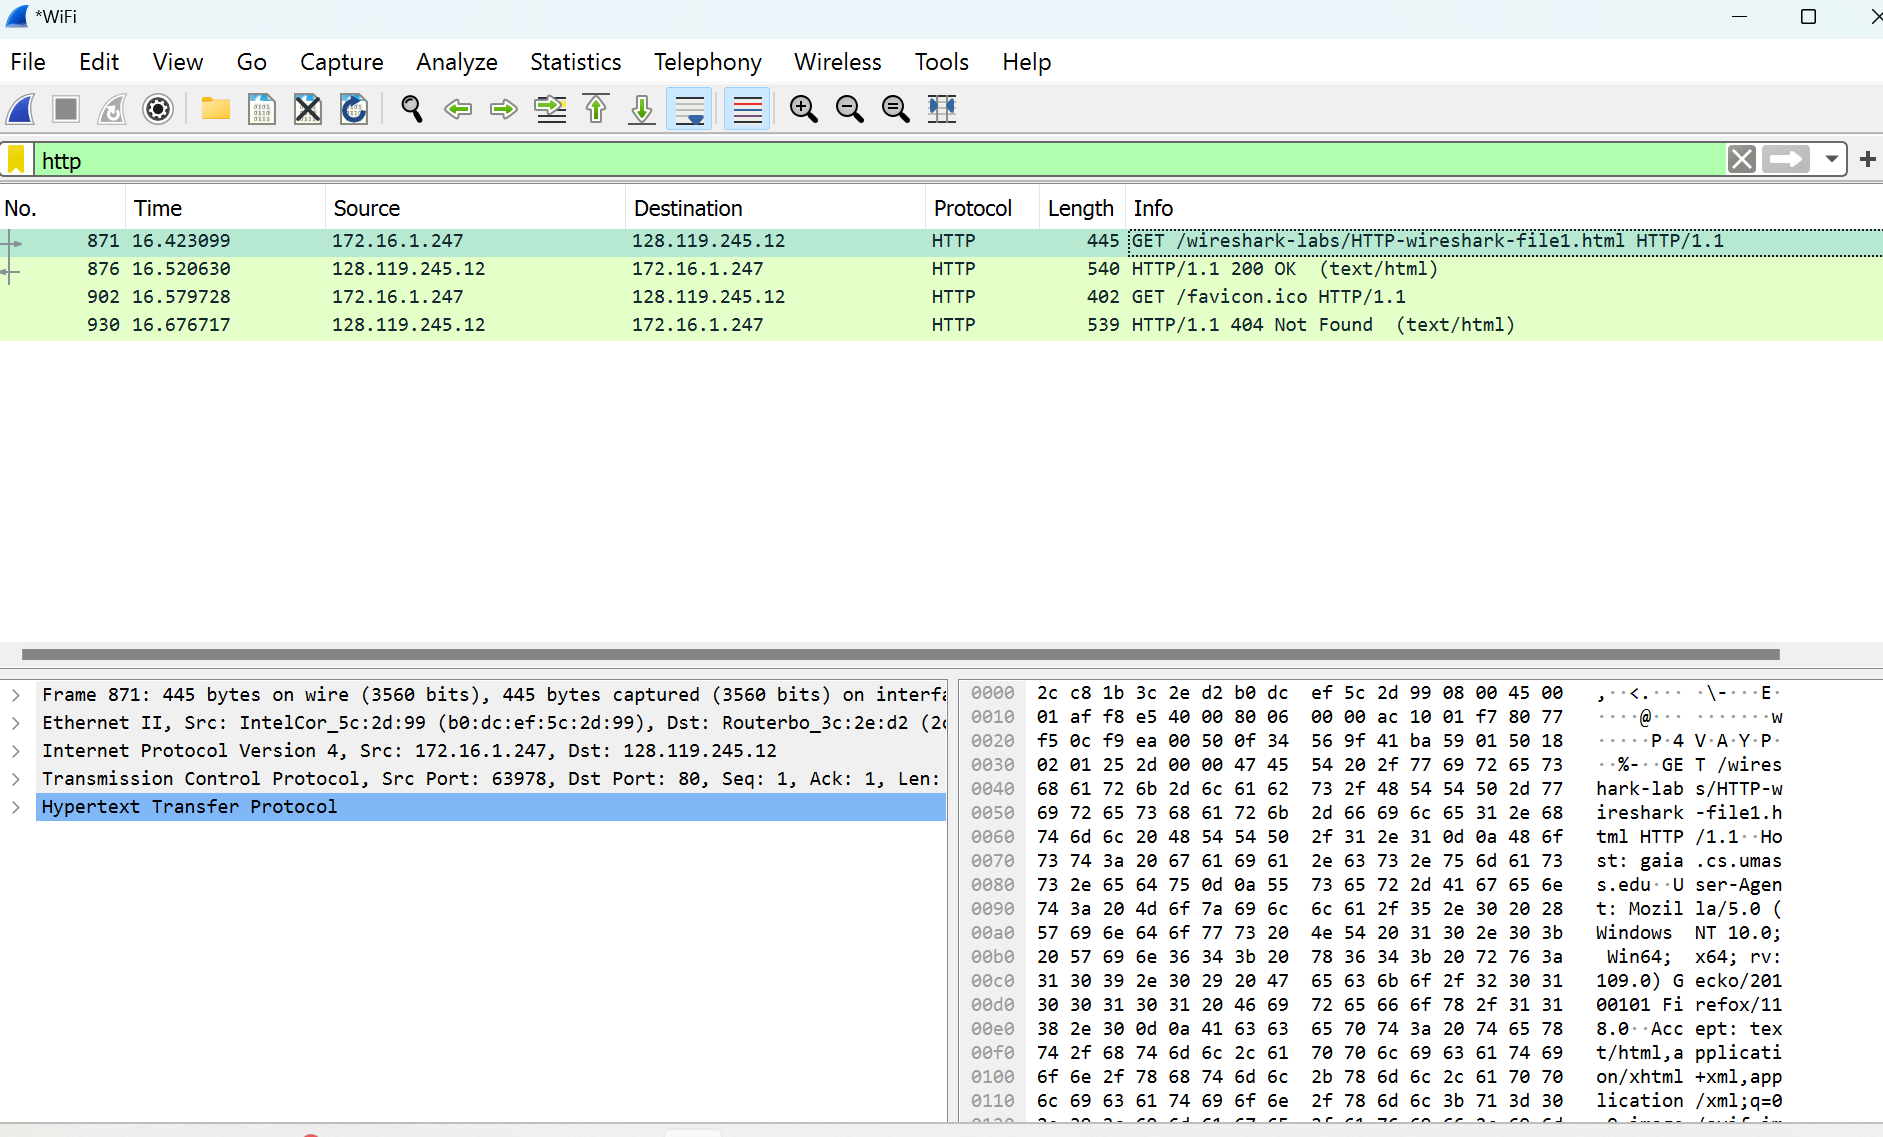 *WiFi
File Edit View Go Capture Analyze Statistics Telephony Wireless Tools Help
http
No. Time Source Destination Protocol Length Info
871 16.423099 172.16.1.247 128.119.245.12 HTTP 445 GET /wireshark-labs/HTTP-wireshark-file1.html HTTP/1.1
876 16.520630 128.119.245.12 172.16.1.247 HTTP 540 HTTP/1.1 200 OK (text/html)
902 16.579728 172.16.1.247 128.119.245.12 HTTP 402 GET /favicon.ico HTTP/1.1
930 16.676717 128.119.245.12 172.16.1.247 HTTP 539 HTTP/1.1 404 Not Found (text/html)
Frame 871: 445 bytes on wire (3560 bits), 445 bytes captured (3560 bits) on interfa
Ethernet II, Src: IntelCor_5c:2d:99 (b0:dc:ef:5c:2d:99), Dst: Routerbo_3c:2e:d2 (2c
Internet Protocol Version 4, Src: 172.16.1.247, Dst: 128.119.245.12
Transmission Control Protocol, Src Port: 63978, Dst Port: 80, Seq: 1, Ack: 1, Len:
Hypertext Transfer Protocol
0000 2c c8 1b 3c 2e d2 b0 dc ef 5c 2d 99 08 00 45 00 ,··<.··· ·\-···E·
0010 01 af f8 e5 40 00 80 06 00 00 ac 10 01 f7 80 77 ····@··· ·······w
0020 f5 0c f9 ea 00 50 0f 34 56 9f 41 ba 59 01 50 18 ·····P·4 V·A·Y·P·
0030 02 01 25 2d 00 00 47 45 54 20 2f 77 69 72 65 73 ··%-··GE T /wires
0040 68 61 72 6b 2d 6c 61 62 73 2f 48 54 54 50 2d 77 hark-lab s/HTTP-w
0050 69 72 65 73 68 61 72 6b 2d 66 69 6c 65 31 2e 68 ireshark -file1.h
0060 74 6d 6c 20 48 54 54 50 2f 31 2e 31 0d 0a 48 6f tml HTTP /1.1··Ho
0070 73 74 3a 20 67 61 69 61 2e 63 73 2e 75 6d 61 73 st: gaia .cs.umas
0080 73 2e 65 64 75 0d 0a 55 73 65 72 2d 41 67 65 6e s.edu··U ser-Agen
0090 74 3a 20 4d 6f 7a 69 6c 6c 61 2f 35 2e 30 20 28 t: Mozil la/5.0 (
00a0 57 69 6e 64 6f 77 73 20 4e 54 20 31 30 2e 30 3b Windows NT 10.0;
00b0 20 57 69 6e 36 34 3b 20 78 36 34 3b 20 72 76 3a Win64; x64; rv:
00c0 31 30 39 2e 30 29 20 47 65 63 6b 6f 2f 32 30 31 109.0) G ecko/201
00d0 30 30 31 30 31 20 46 69 72 65 66 6f 78 2f 31 31 00101 Fi refox/11
00e0 38 2e 30 0d 0a 41 63 63 65 70 74 3a 20 74 65 78 8.0··Acc ept: tex
00f0 74 2f 68 74 6d 6c 2c 61 70 70 6c 69 63 61 74 69 t/html,a pplicati
0100 6f 6e 2f 78 68 74 6d 6c 2b 78 6d 6c 2c 61 70 70 on/xhtml +xml,app
0110 6c 69 63 61 74 69 6f 6e 2f 78 6d 6c 3b 71 3d 30 lication /xml;q=0